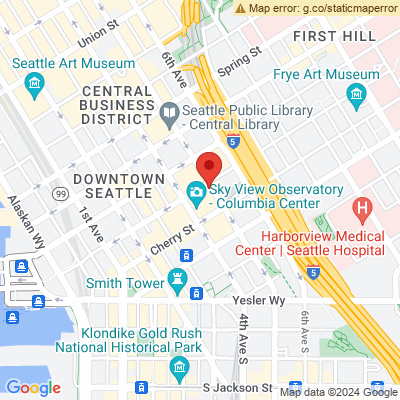 Map error: g.co/staticmaperror
Union St
FIRST HILL
Spring St
6th Ave
Seattle Art Museum
Frye Art Museum
CENTRAL
BUSINESS
DISTRICT
Seattle Public Library
- Central Library
5
DOWNTOWN
SEATTLE
99
Sky View Observatory
- Columbia Center
Alaskan Wy
1st Ave
H
Cherry St
Harborview Medical
Center | Seattle Hospital
5
Smith Tower
Yesler Wy
4th Ave S
6th Ave S
Klondike Gold Rush
National Historical Park
S Jackson St
Google
Map data ©2024 Google